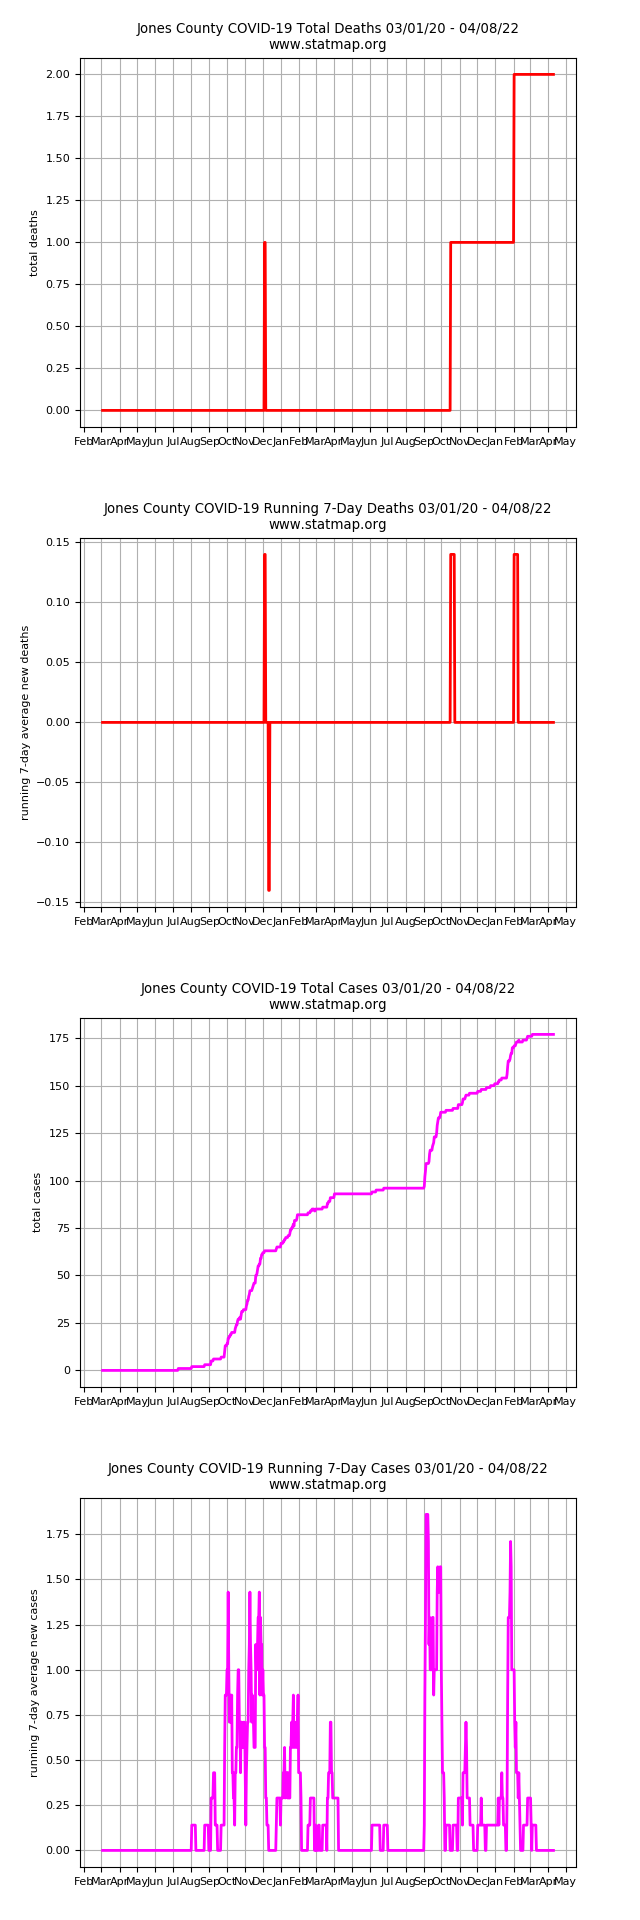 Jones County COVID-19 Total Deaths 03/01/20 - 04/08/22
www.statmap.org
2.00
1.75
1.50
1.25
1.00
0.75
0.50
0.25
0.00
total deaths
Feb Mar Apr May Jun Jul Aug Sep Oct Nov Dec Jan Feb Mar Apr May Jun Jul Aug Sep Oct Nov Dec Jan Feb Mar Apr May
Jones County COVID-19 Running 7-Day Deaths 03/01/20 - 04/08/22
www.statmap.org
0.15
0.10
0.05
0.00
−0.05
−0.10
−0.15
running 7-day average new deaths
Feb Mar Apr May Jun Jul Aug Sep Oct Nov Dec Jan Feb Mar Apr May Jun Jul Aug Sep Oct Nov Dec Jan Feb Mar Apr May
Jones County COVID-19 Total Cases 03/01/20 - 04/08/22
www.statmap.org
175
150
125
100
75
50
25
0
total cases
Feb Mar Apr May Jun Jul Aug Sep Oct Nov Dec Jan Feb Mar Apr May Jun Jul Aug Sep Oct Nov Dec Jan Feb Mar Apr May
Jones County COVID-19 Running 7-Day Cases 03/01/20 - 04/08/22
www.statmap.org
1.75
1.50
1.25
1.00
0.75
0.50
0.25
0.00
running 7-day average new cases
Feb Mar Apr May Jun Jul Aug Sep Oct Nov Dec Jan Feb Mar Apr May Jun Jul Aug Sep Oct Nov Dec Jan Feb Mar Apr May